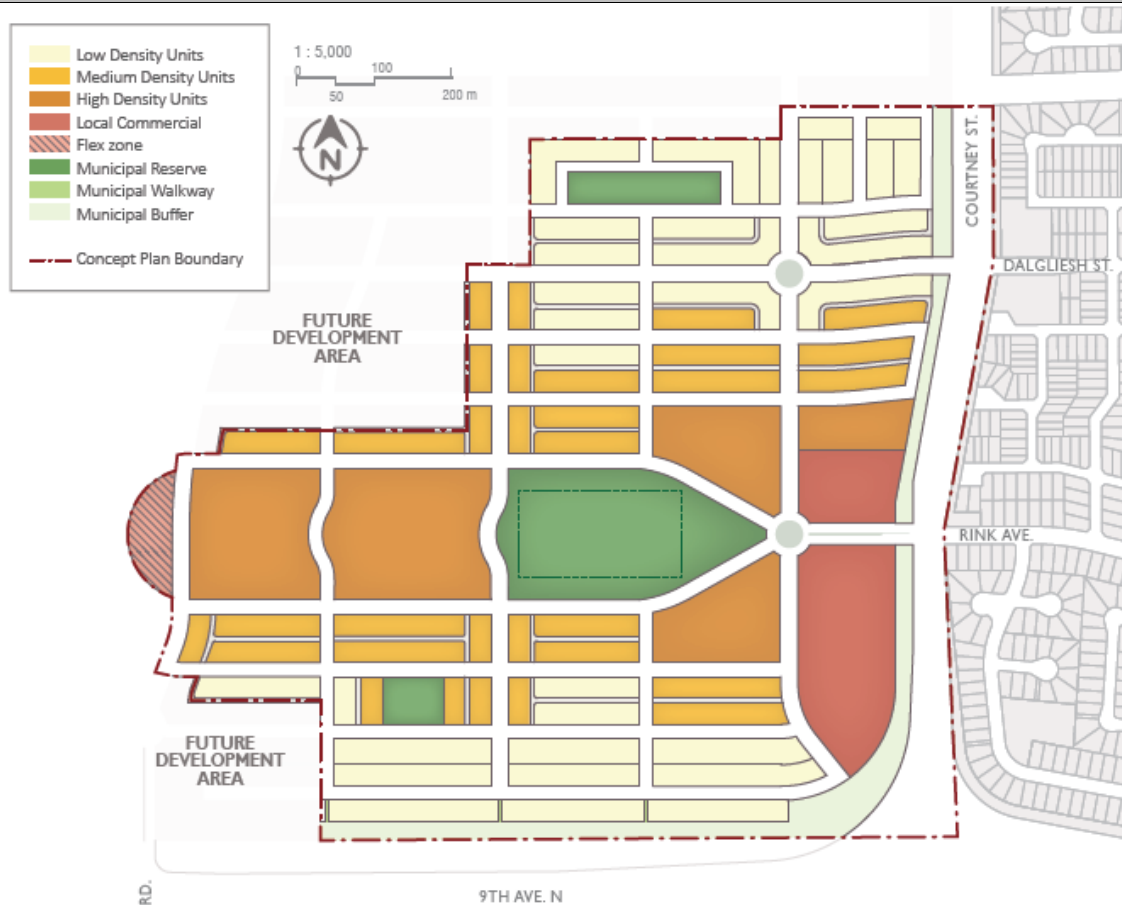 Low Density Units
Medium Density Units
High Density Units
Local Commercial
Flex zone
Municipal Reserve
Municipal Walkway
Municipal Buffer
Concept Plan Boundary
1 : 5,000
0
100
50
200 m
N
COURTNEY ST.
DALGLIESH ST.
FUTURE
DEVELOPMENT
AREA
RINK AVE.
FUTURE
DEVELOPMENT
AREA
RD.
9TH AVE. N